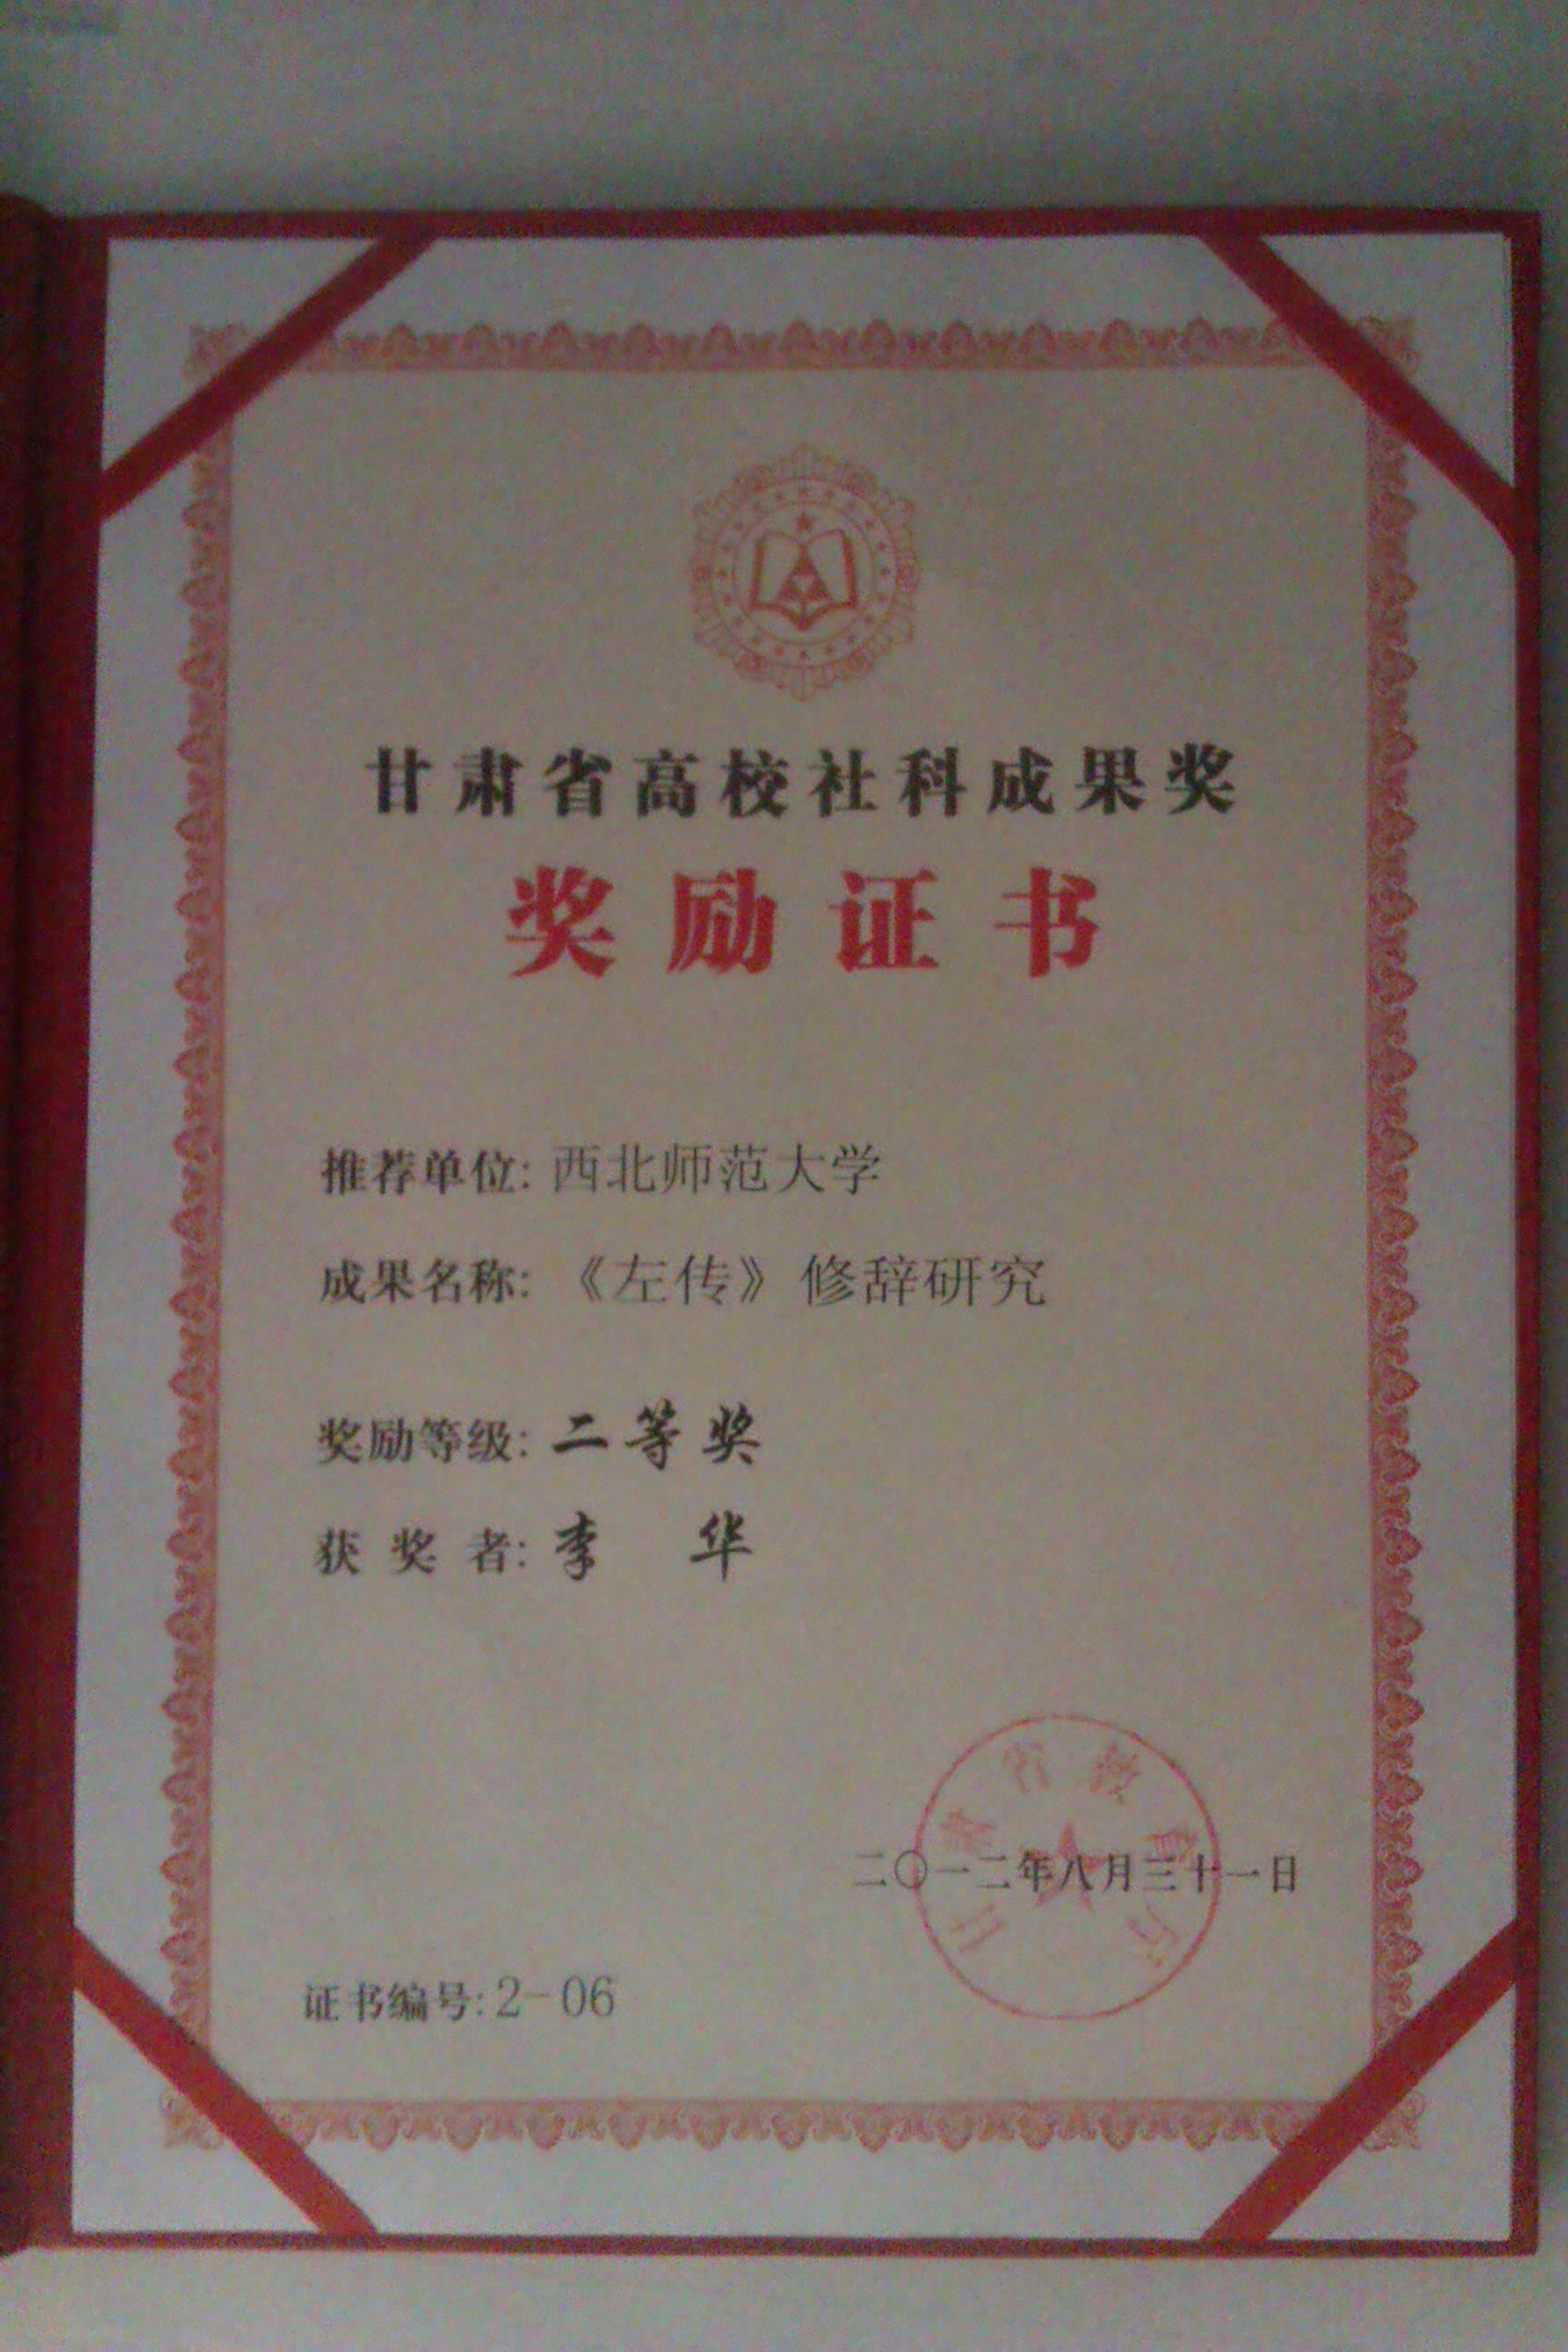 甘肃省高校社科成果奖
奖励证书
推荐单位: 西北师范大学
成果名称: 《左传》修辞研究
奖励等级: 二等奖
获奖者: 李华
二〇一二年八月三十一日
证书编号: 2-06